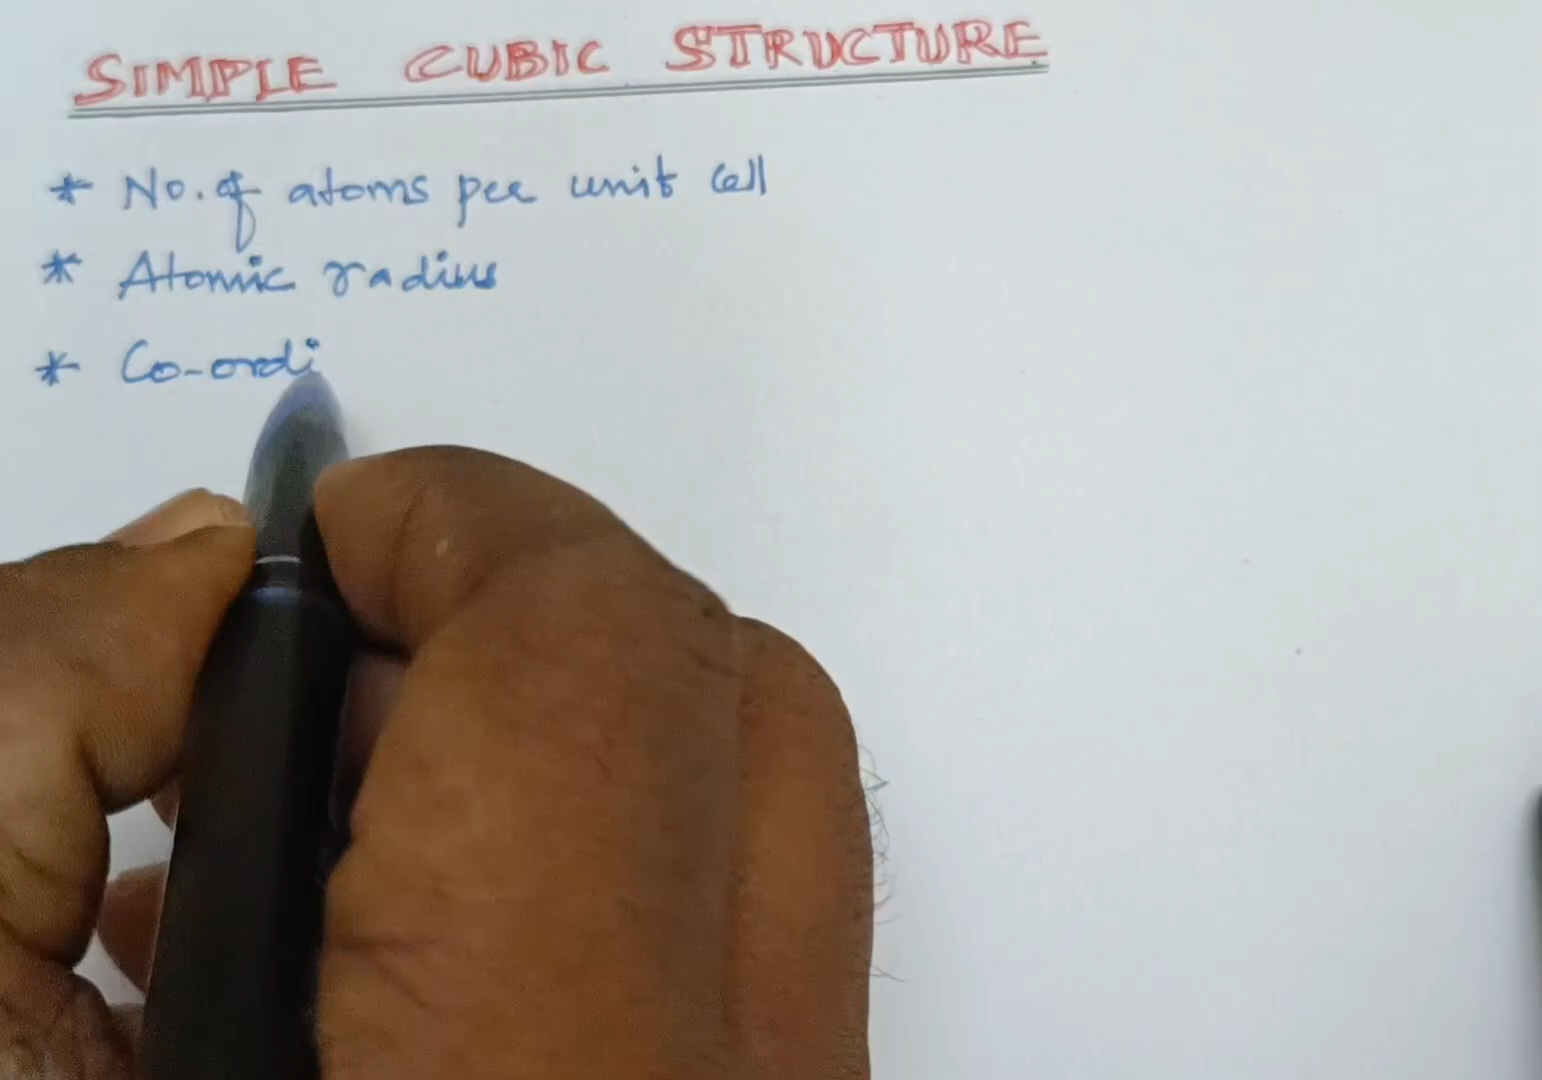 SIMPLE CUBIC STRUCTURE
* No. of atoms per unit cell
* Atomic radius
* Co-ordi